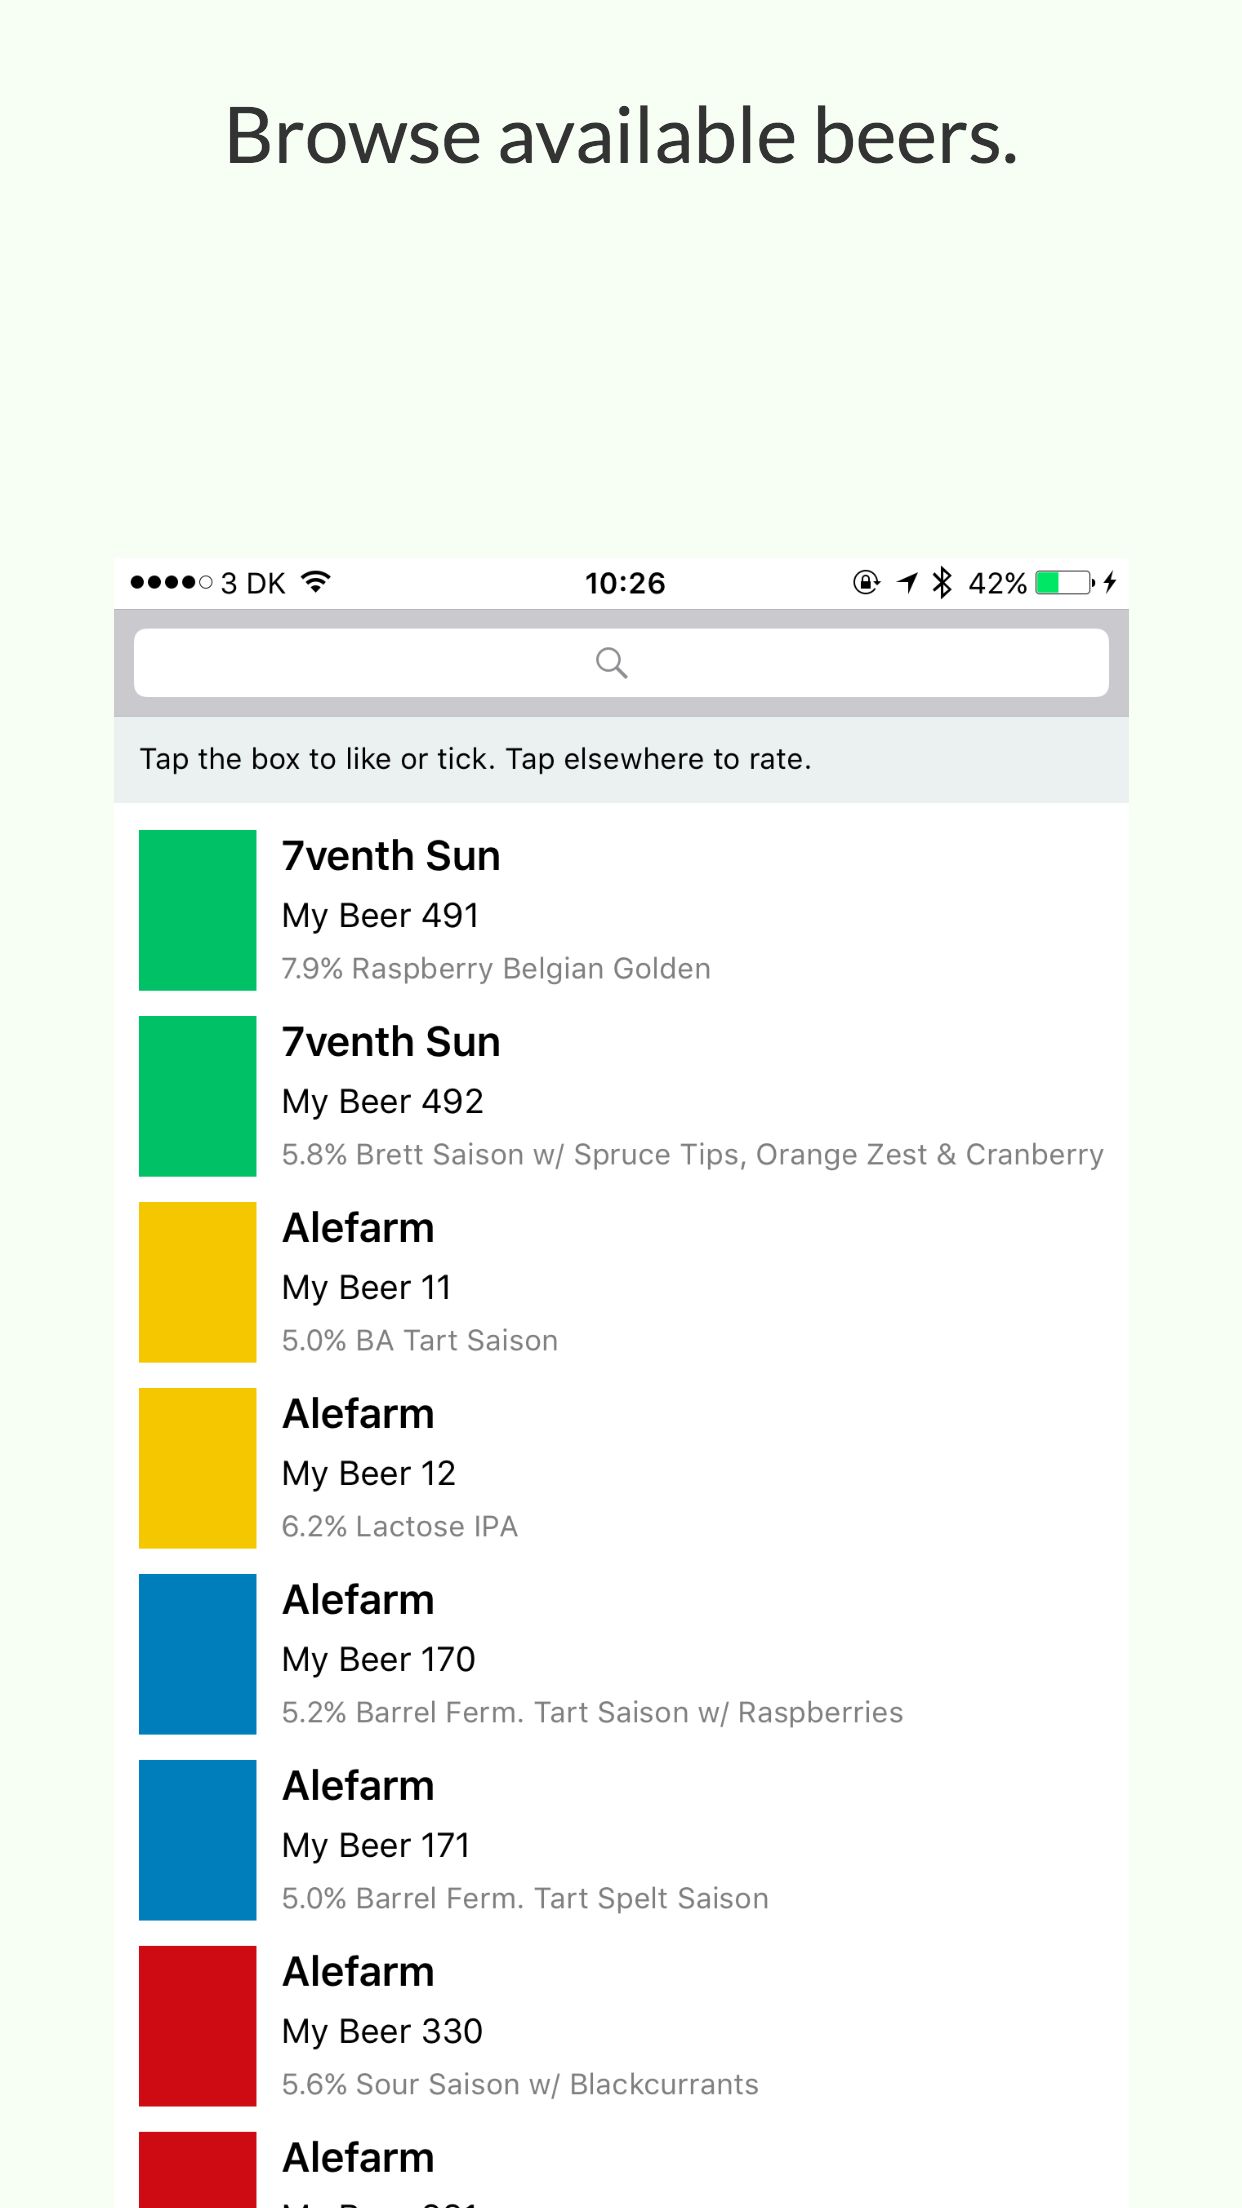 Browse available beers.
3 DK 10:26 42%
Tap the box to like or tick. Tap elsewhere to rate.
7venth Sun
My Beer 491
7.9% Raspberry Belgian Golden
7venth Sun
My Beer 492
5.8% Brett Saison w/ Spruce Tips, Orange Zest & Cranberry
Alefarm
My Beer 11
5.0% BA Tart Saison
Alefarm
My Beer 12
6.2% Lactose IPA
Alefarm
My Beer 170
5.2% Barrel Ferm. Tart Saison w/ Raspberries
Alefarm
My Beer 171
5.0% Barrel Ferm. Tart Spelt Saison
Alefarm
My Beer 330
5.6% Sour Saison w/ Blackcurrants
Alefarm